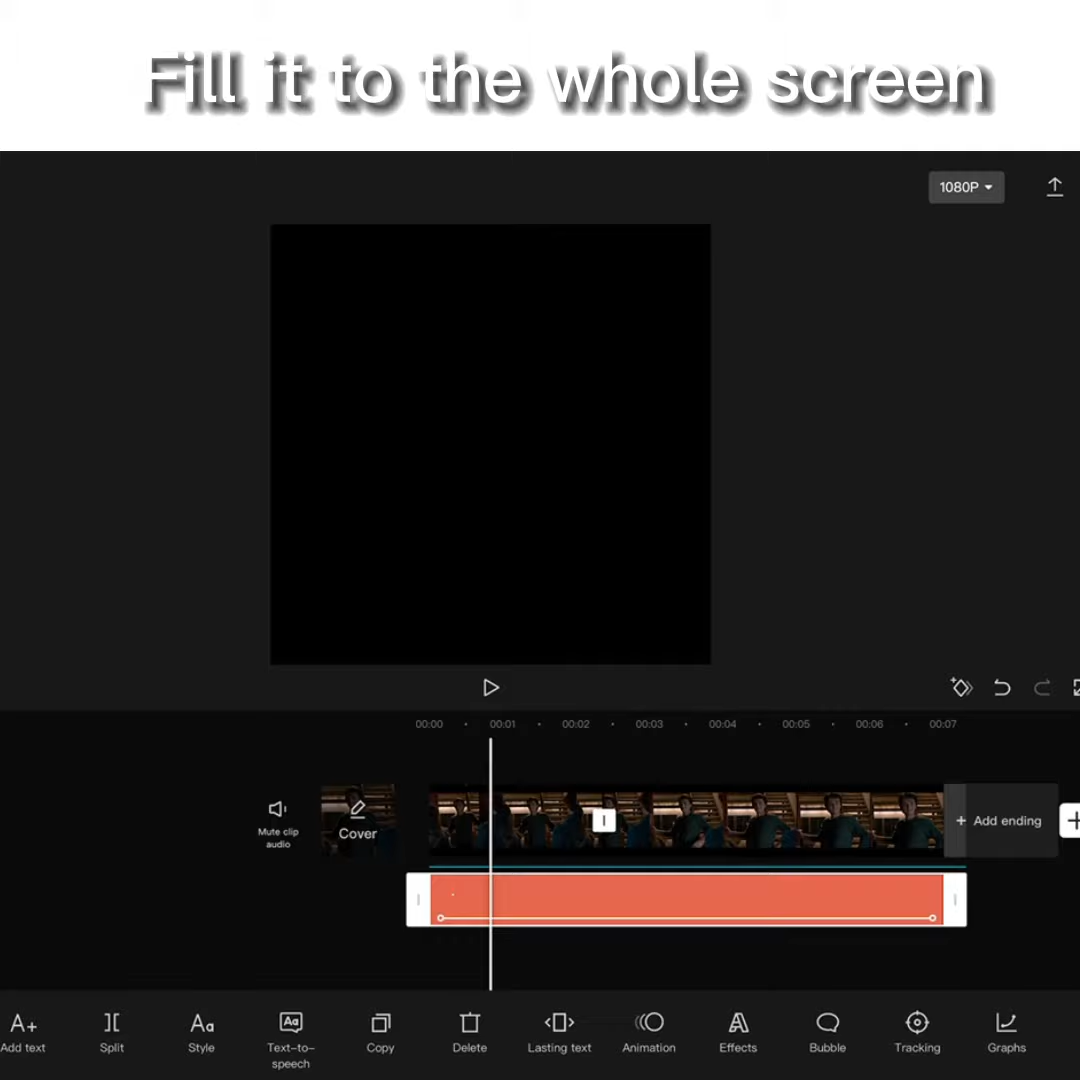 Fill it to the whole screen
1080P
00:00 00:01 00:02 00:03 00:04 00:05 00:06 00:07
Mute clip
audio
Cover
+ Add ending
Add text
Split
Style
Text-to-
speech
Copy
Delete
Lasting text
Animation
Effects
Bubble
Tracking
Graphs